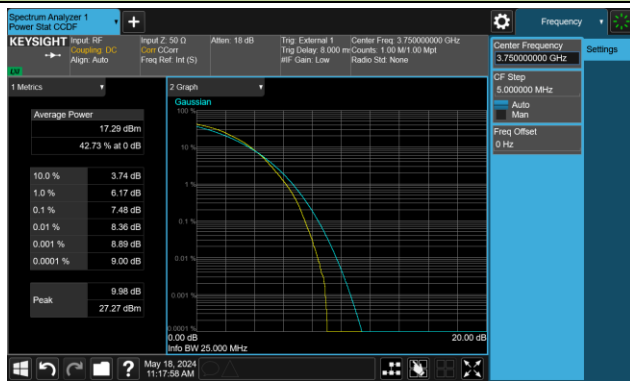 Spectrum Analyzer 1
Power Stat CCDF
Frequency
KEYSIGHT
Input: RF
Coupling: DC
Align: Auto
Input Z: 50 Ω
Corr CCorr
Freq Ref: Int (S)
Atten: 18 dB
Trig: External 1
Trig Delay: 8.000 ms
#IF Gain: Low
Center Freq: 3.750000000 GHz
Counts: 1.00 M/1.00 Mpt
Radio Std: None
Center Frequency
3.750000000 GHz
Settings
CF Step
5.000000 MHz
Auto
Man
Freq Offset
0 Hz
1 Metrics
Average Power
17.29 dBm
42.73 % at 0 dB
10.0 % 3.74 dB
1.0 % 6.17 dB
0.1 % 7.48 dB
0.01 % 8.36 dB
0.001 % 8.89 dB
0.0001 % 9.00 dB
Peak
9.98 dB
27.27 dBm
2 Graph
Gaussian
100 %
10 %
1 %
0.1 %
0.01 %
0.001 %
0.0001 %
0.00 dB 20.00 dB
Info BW 25.000 MHz
?
May 18, 2024
11:17:58 AM